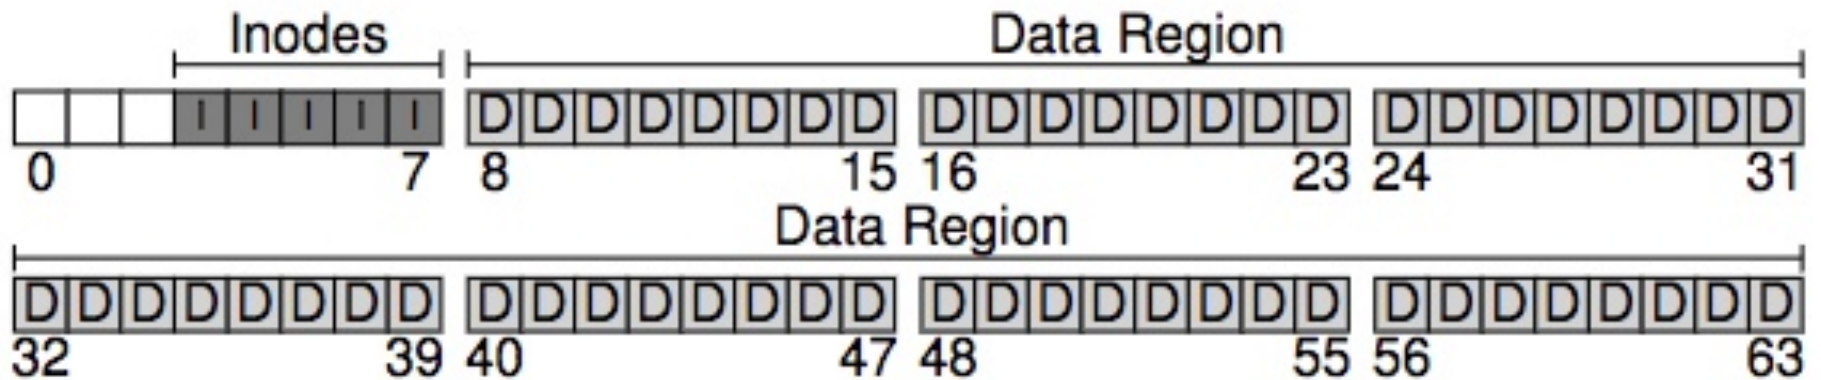 Inodes Data Region
I I I I I D D D D D D D D D D D D D D D D D D D D D D D D
0 7 8 15 16 23 24 31
Data Region
D D D D D D D D D D D D D D D D D D D D D D D D D D D D D D D D
32 39 40 47 48 55 56 63